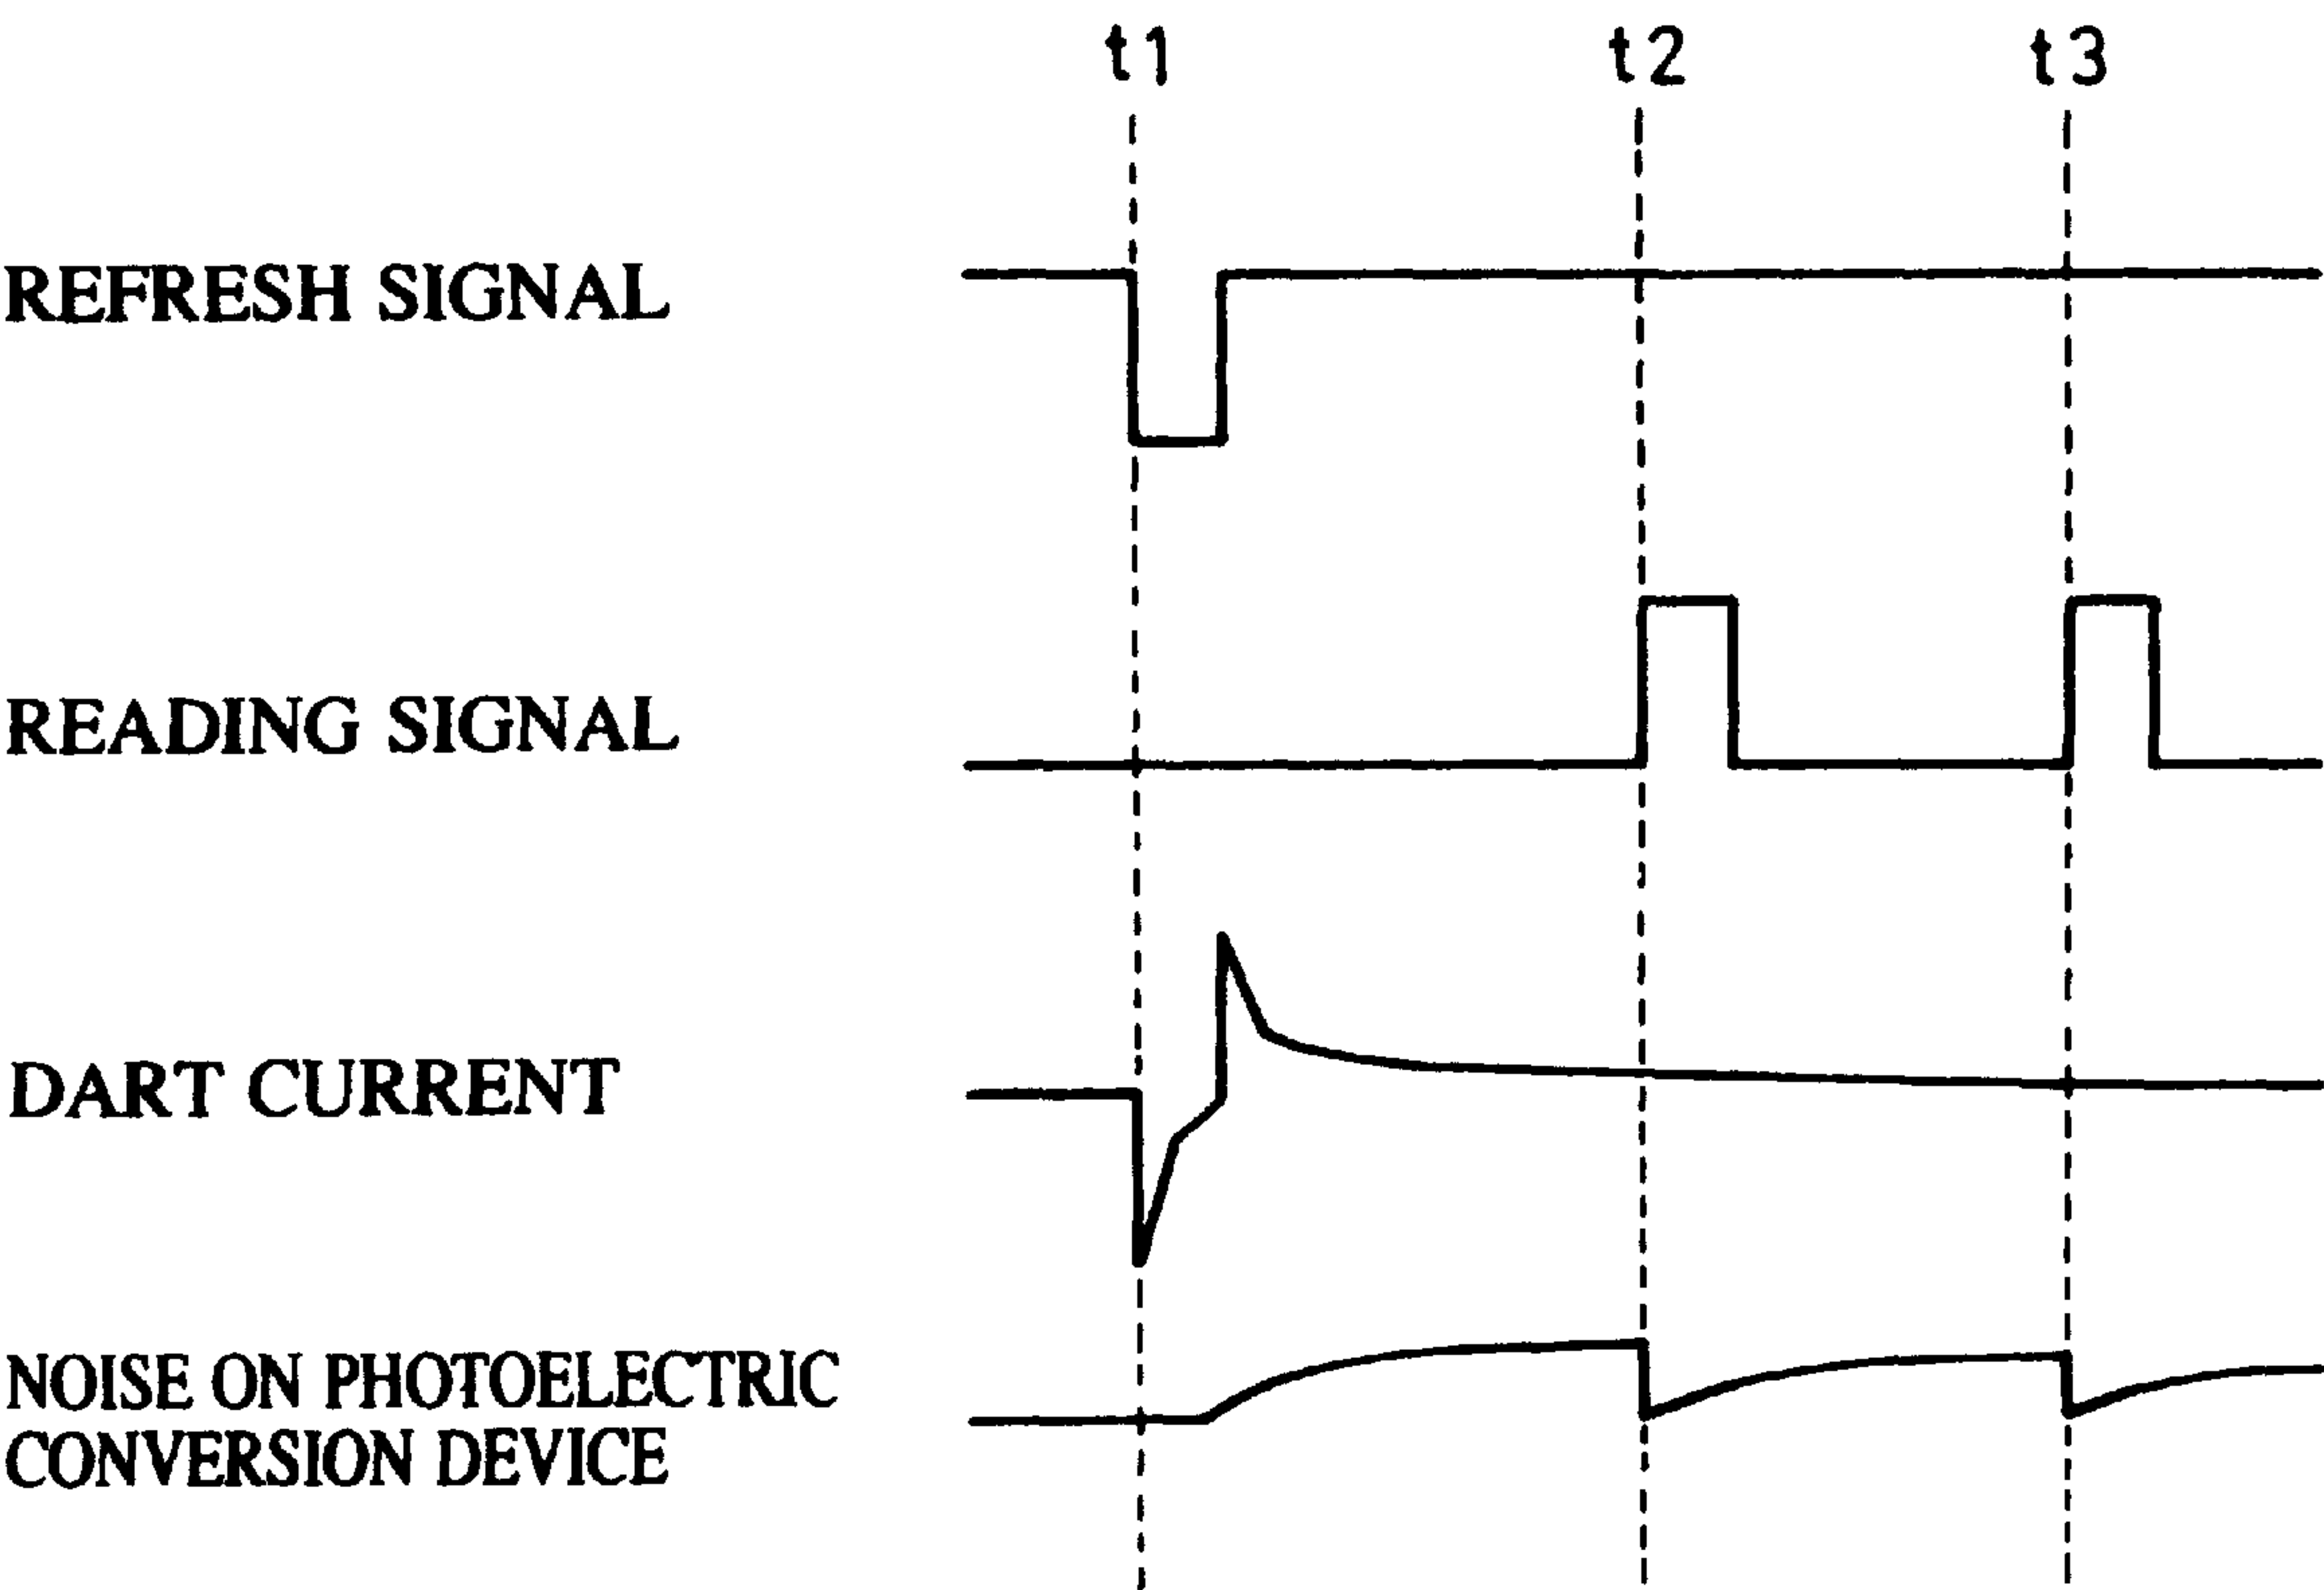 t1 t2 t3
REFRESH SIGNAL
READING SIGNAL
DART CURRENT
NOISE ON PHOTOELECTRIC
CONVERSION DEVICE